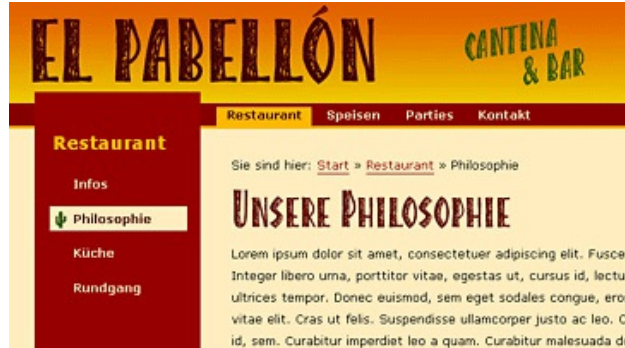 EL PABELLÓN
CANTINA
& BAR
Restaurant Speisen Parties Kontakt
Restaurant
Infos
Philosophie
Küche
Rundgang
Sie sind hier: Start » Restaurant » Philosophie
UNSERE PHILOSOPHIE
Lorem ipsum dolor sit amet, consectetuer adipiscing elit. Fusce
Integer libero urna, porttitor vitae, egestas ut, cursus id,
ultrices tempor. Donec euismod, sem eget sodales congue,
vitae elit. Cras ut felis. Suspendisse ullamcorper justo ac leo.
id, sem. Curabitur imperdiet leo a quam. Curabitur malesuada